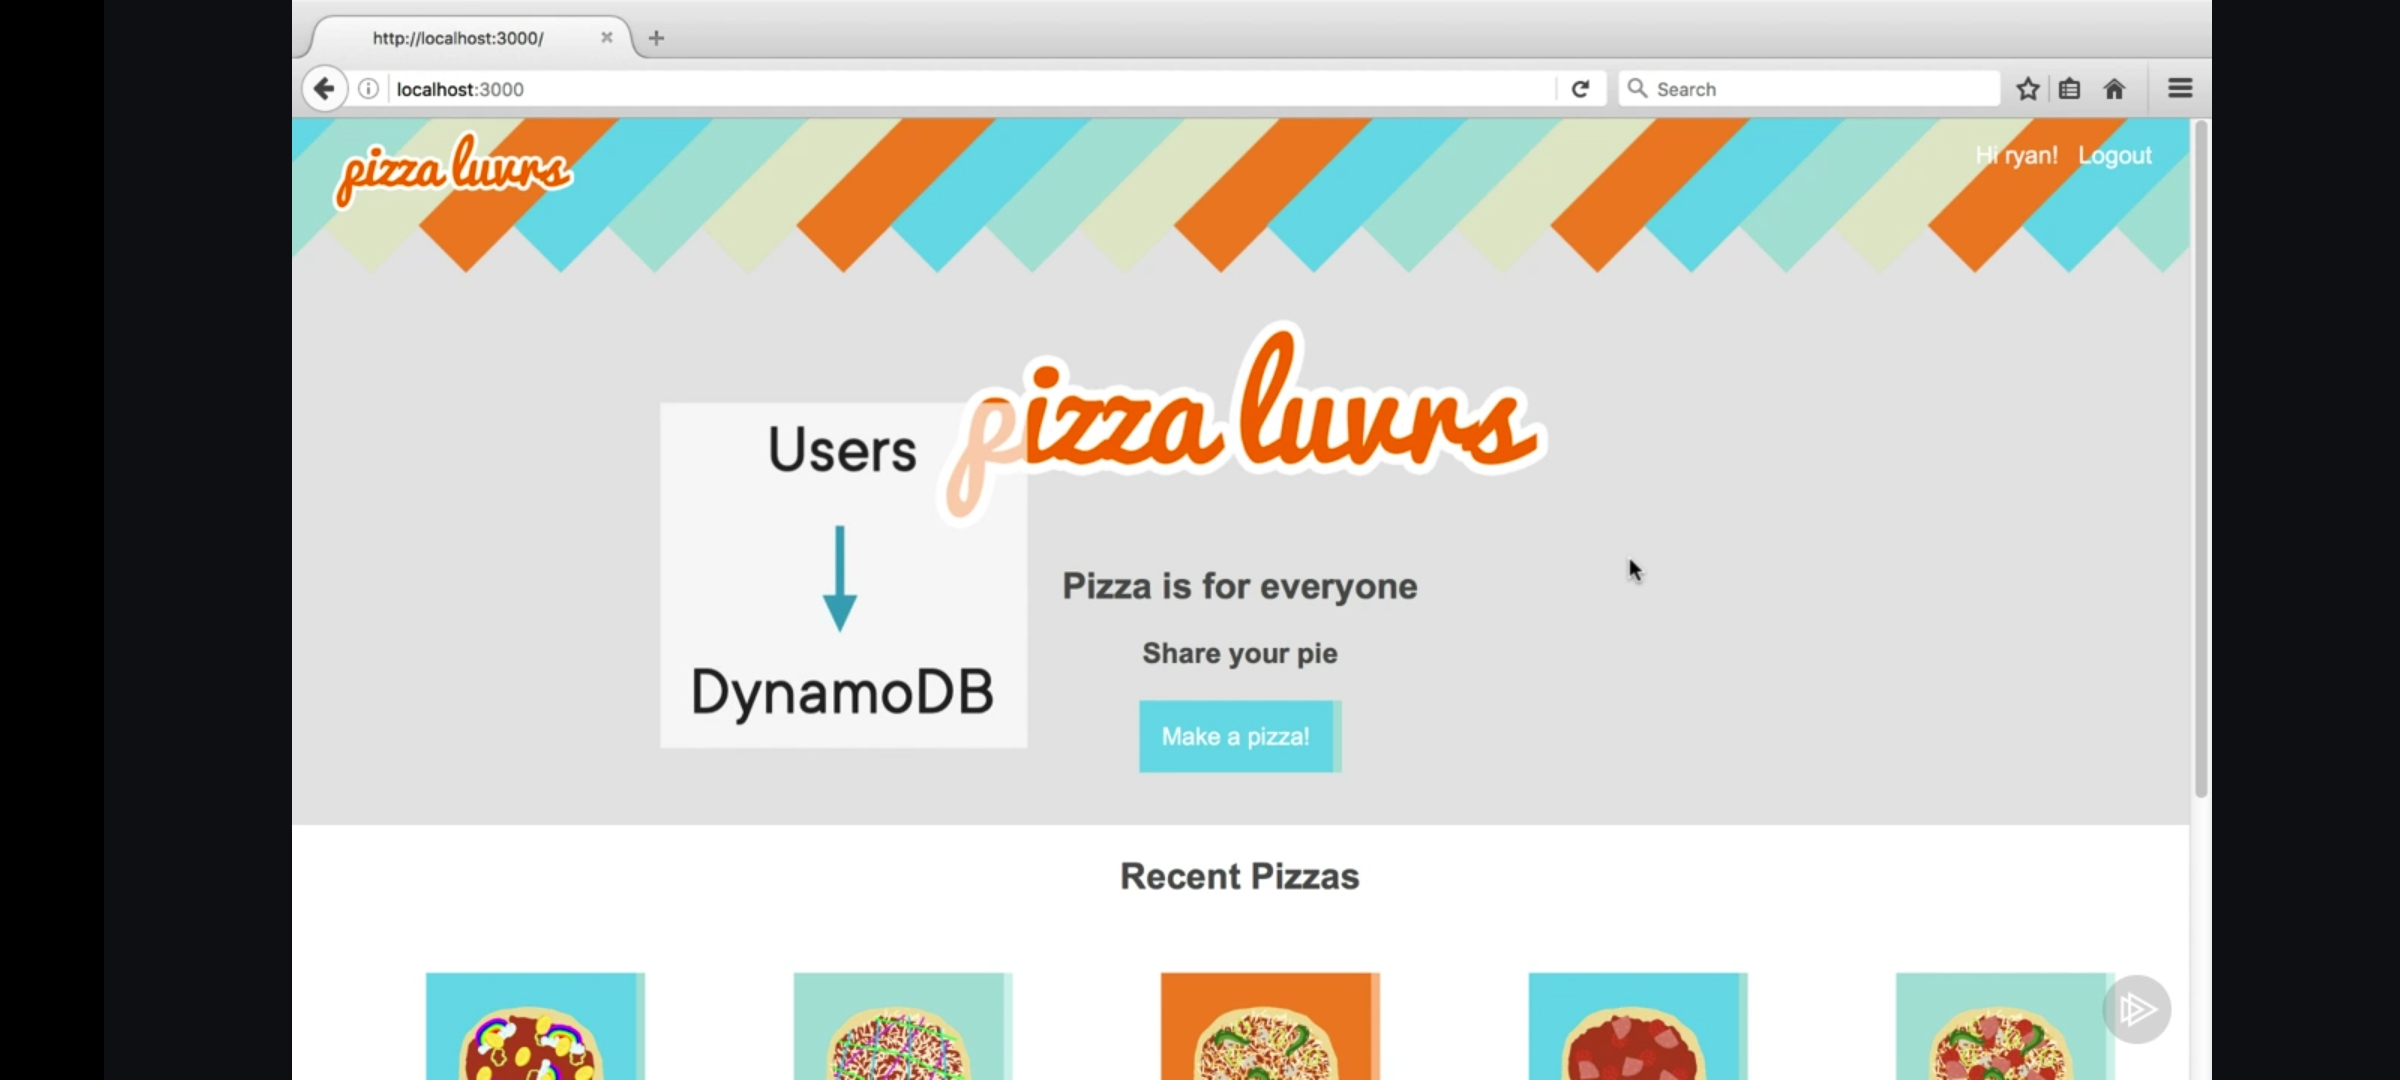 http://localhost:3000/
localhost:3000
Search
pizza luvrs
Hi ryan! Logout
pizza luvrs
Users
DynamoDB
Pizza is for everyone
Share your pie
Make a pizza!
Recent Pizzas